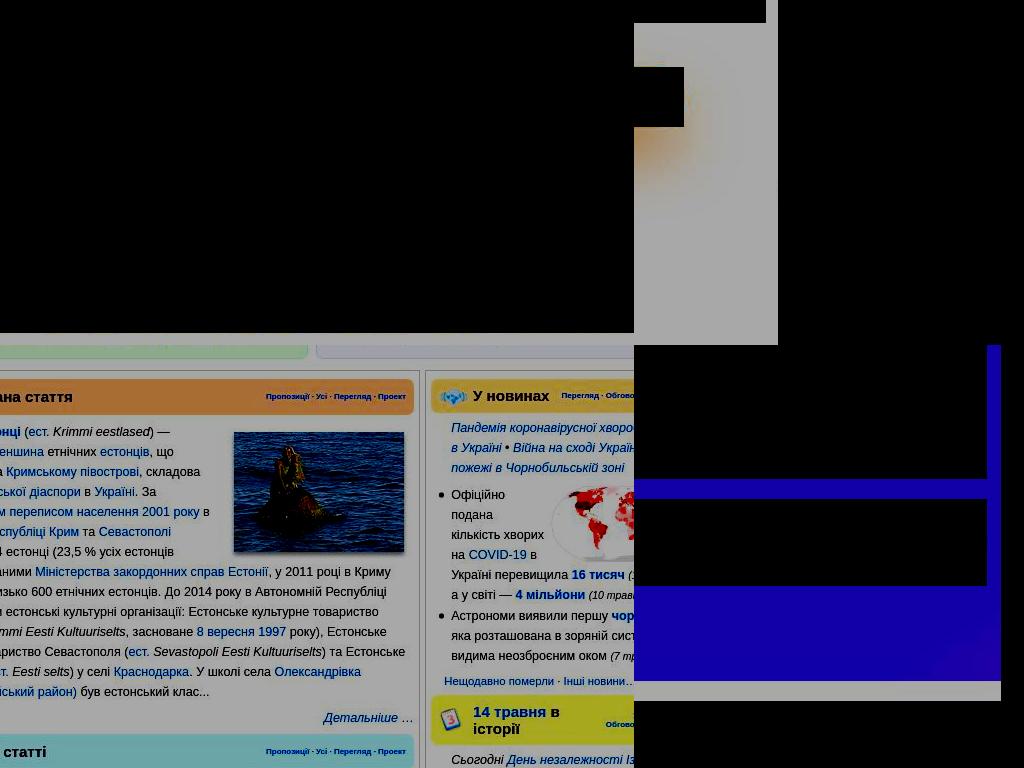 ана стаття
Пропозиції · Усі · Перегляд · Проект
нці (ест. Krimmi eestlased) —
еншина етнічних естонців, що
а Кримському півострові, складова
ської діаспори в Україні. За
м переписом населення 2001 року в
спубліці Крим та Севастополі
4 естонці (23,5 % усіх естонців
аними Міністерства закордонних справ Естонії, у 2011 році в Криму
изько 600 етнічних естонців. До 2014 року в Автономній Республіці
и естонські культурні організації: Естонське культурне товариство
mmi Eesti Kultuuriselts, засноване 8 вересня 1997 року), Естонське
ариство Севастополя (ест. Sevastopoli Eesti Kultuuriselts) та Естонське
т. Eesti selts) у селі Краснодарка. У школі села Олександрівка
йський район) був естонський клас...
Детальніше …
статті
Пропозиції · Усі · Перегляд · Проект
У новинах
Перегляд · Обгово
Пандемія коронавірусної хворо
в Україні • Війна на сході Україн
пожежі в Чорнобильській зоні
Офіційно
подана
кількість хворих
на COVID-19 в
Україні перевищила 16 тисяч
а у світі — 4 мільйони (10 трав
Астрономи виявили першу чор
яка розташована в зоряній сист
видима неозброєним оком (7 т
Нещодавно померли · Інші новини…
14 травня в
історії
Обгово
Сьогодні День незалежності Із